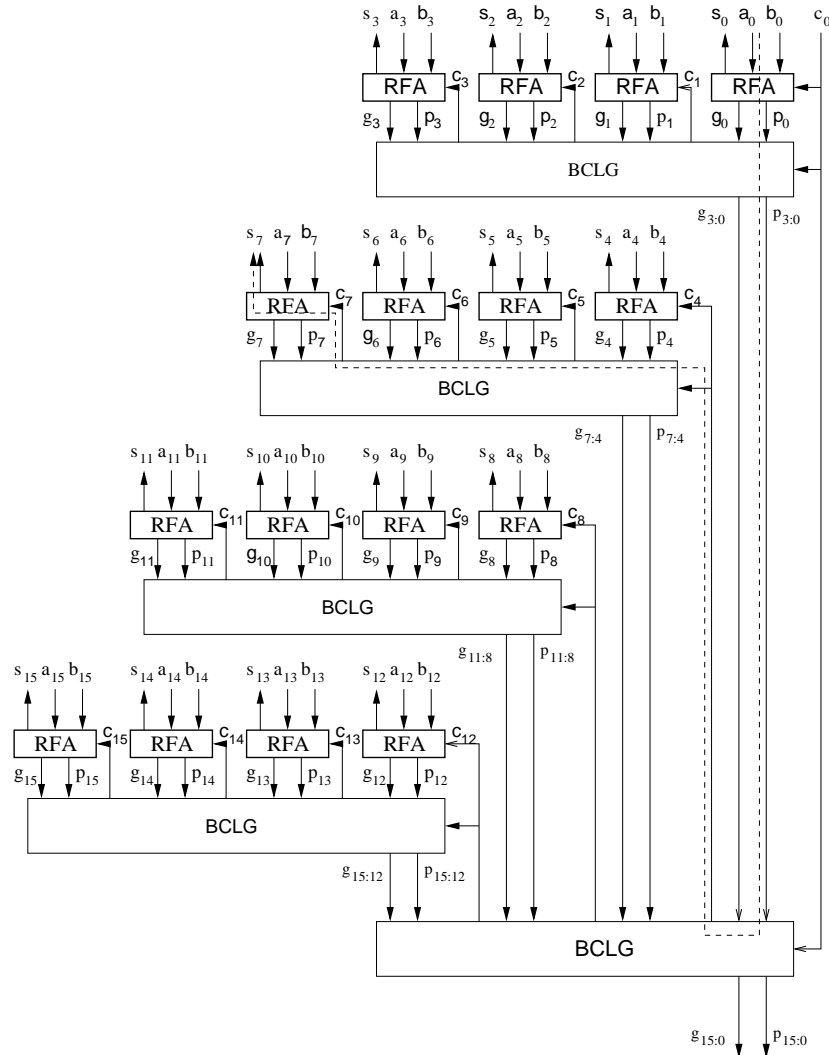 s3 a3 b3 s2 a2 b2 s1 a1 b1 s0 a0 b0 c0
RFA c3 RFA c2 RFA c1 RFA
g3 p3 g2 p2 g1 p1 g0 p0
BCLG
g3:0 p3:0
s7 a7 b7 s6 a6 b6 s5 a5 b5 s4 a4 b4
RFA c7 RFA c6 RFA c5 RFA c4
g7 p7 g6 p6 g5 p5 g4 p4
BCLG
g7:4 p7:4
s11 a11 b11 s10 a10 b10 s9 a9 b9 s8 a8 b8
RFA c11 RFA c10 RFA c9 RFA c8
g11 p11 g10 p10 g9 p9 g8 p8
BCLG
g11:8 p11:8
s15 a15 b15 s14 a14 b14 s13 a13 b13 s12 a12 b12
RFA c15 RFA c14 RFA c13 RFA c12
g15 p15 g14 p14 g13 p13 g12 p12
BCLG
g15:12 p15:12
BCLG
g15:0 p15:0